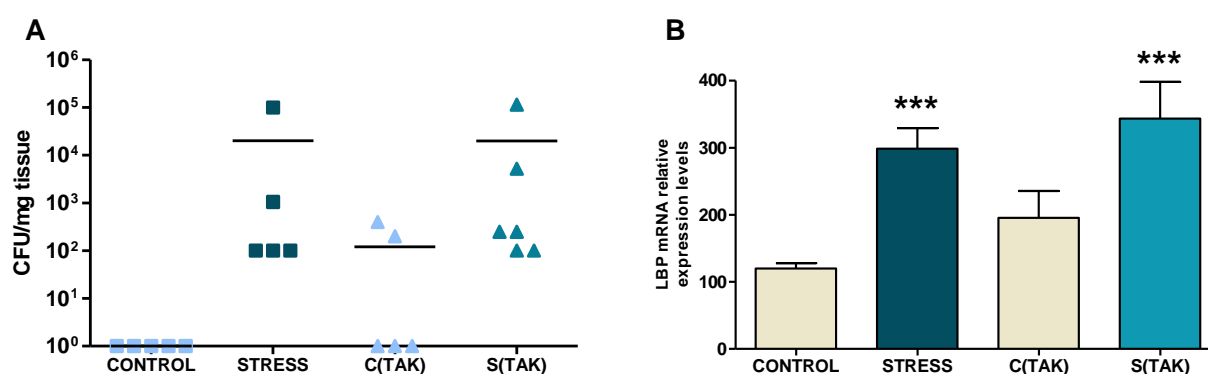 A
CFU/mg tissue
10⁶
10⁵
10⁴
10³
10²
10¹
10⁰
CONTROL STRESS C(TAK) S(TAK)
B
LBP mRNA relative
expression levels
400
300
200
100
0
***
***
CONTROL STRESS C(TAK) S(TAK)